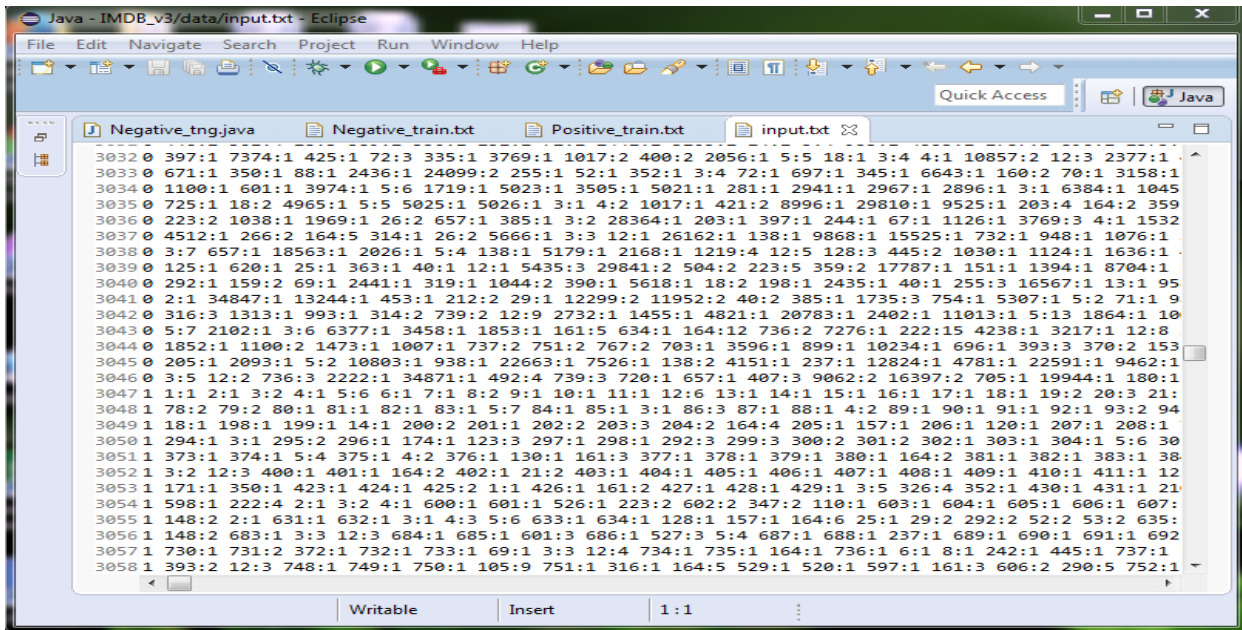 Java - IMDB_v3/data/input.txt - Eclipse
File Edit Navigate Search Project Run Window Help
Quick Access
Java
Negative_tng.java Negative_train.txt Positive_train.txt input.txt
3032 0 397:1 7374:1 425:1 72:3 335:1 3769:1 1017:2 400:2 2056:1 5:5 18:1 3:4 4:1 10857:2 12:3 2377:1
3033 0 671:1 350:1 88:1 2436:1 24099:2 255:1 52:1 352:1 3:4 72:1 697:1 345:1 6643:1 160:2 70:1 3158:1
3034 0 1100:1 601:1 3974:1 5:6 1719:1 5023:1 3505:1 5021:1 281:1 2941:1 2967:1 2896:1 3:1 6384:1 1045
3035 0 725:1 18:2 4965:1 5:5 5025:1 5026:1 3:1 4:2 1017:1 421:2 8996:1 29810:1 9525:1 203:4 164:2 359
3036 0 223:2 1038:1 1969:1 26:2 657:1 385:1 3:2 28364:1 203:1 397:1 244:1 67:1 1126:1 3769:3 4:1 1532
3037 0 4512:1 266:2 164:5 314:1 26:2 5666:1 3:3 12:1 26162:1 138:1 9868:1 15525:1 732:1 948:1 1076:1
3038 0 3:7 657:1 18563:1 2026:1 5:4 138:1 5179:1 2168:1 1219:4 12:5 128:3 445:2 1030:1 1124:1 1636:1
3039 0 125:1 620:1 25:1 363:1 40:1 12:1 5435:3 29841:2 504:2 223:5 359:2 17787:1 151:1 1394:1 8704:1
3040 0 292:1 159:2 69:1 2441:1 319:1 1044:2 390:1 5618:1 18:2 198:1 2435:1 40:1 255:3 16567:1 13:1 95
3041 0 2:1 34847:1 13244:1 453:1 212:2 29:1 12299:2 11952:2 40:2 385:1 1735:3 754:1 5307:1 5:2 71:1 9
3042 0 316:3 1313:1 993:1 314:2 739:2 12:9 2732:1 1455:1 4821:1 20783:1 2402:1 11013:1 5:13 1864:1 10
3043 0 5:7 2102:1 3:6 6377:1 3458:1 1853:1 161:5 634:1 164:12 736:2 7276:1 222:15 4238:1 3217:1 12:8
3044 0 1852:1 1100:2 1473:1 1007:1 737:2 751:2 767:2 703:1 3596:1 899:1 10234:1 696:1 393:3 370:2 153
3045 0 205:1 2093:1 5:2 10803:1 938:1 22663:1 7526:1 138:2 4151:1 237:1 12824:1 4781:1 22591:1 9462:1
3046 0 3:5 12:2 736:3 2222:1 34871:1 492:4 739:3 720:1 657:1 407:3 9062:2 16397:2 705:1 19944:1 180:1
3047 1 1:1 2:1 3:2 4:1 5:6 6:1 7:1 8:2 9:1 10:1 11:1 12:6 13:1 14:1 15:1 16:1 17:1 18:1 19:2 20:3 21:
3048 1 78:2 79:2 80:1 81:1 82:1 83:1 5:7 84:1 85:1 3:1 86:3 87:1 88:1 4:2 89:1 90:1 91:1 92:1 93:2 94
3049 1 18:1 198:1 199:1 14:1 200:2 201:1 202:2 203:3 204:2 164:4 205:1 157:1 206:1 120:1 207:1 208:1
3050 1 294:1 3:1 295:2 296:1 174:1 123:3 297:1 298:1 292:3 299:3 300:2 301:2 302:1 303:1 304:1 5:6 30
3051 1 373:1 374:1 5:4 375:1 4:2 376:1 130:1 161:3 377:1 378:1 379:1 380:1 164:2 381:1 382:1 383:1 38
3052 1 3:2 12:3 400:1 401:1 164:2 402:1 21:2 403:1 404:1 405:1 406:1 407:1 408:1 409:1 410:1 411:1 12
3053 1 171:1 350:1 423:1 424:1 425:2 1:1 426:1 161:2 427:1 428:1 429:1 3:5 326:4 352:1 430:1 431:1 21
3054 1 598:1 222:4 2:1 3:2 4:1 600:1 601:1 526:1 223:2 602:2 347:2 110:1 603:1 604:1 605:1 606:1 607:
3055 1 148:2 2:1 631:1 632:1 3:1 4:3 5:6 633:1 634:1 128:1 157:1 164:6 25:1 29:2 292:2 52:2 53:2 635:
3056 1 148:2 683:1 3:3 12:3 684:1 685:1 601:3 686:1 527:3 5:4 687:1 688:1 237:1 689:1 690:1 691:1 692
3057 1 730:1 731:2 372:1 732:1 733:1 69:1 3:3 12:4 734:1 735:1 164:1 736:1 6:1 8:1 242:1 445:1 737:1
3058 1 393:2 12:3 748:1 749:1 750:1 105:9 751:1 316:1 164:5 529:1 520:1 597:1 161:3 606:2 290:5 752:1
Writable Insert 1:1